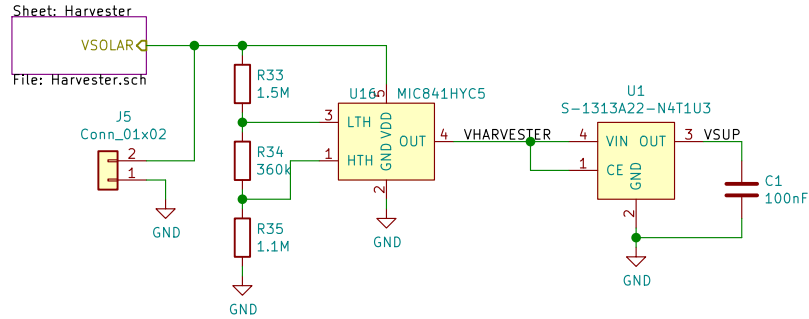 Sheet: Harvester
VSOLAR
File: Harvester.sch
J5
Conn_01x02
2
1
GND
R33
1.5M
R34
360k
R35
1.1M
GND
U16
MIC841HYC5
5
3
LTH
VDD
1
HTH
GND
OUT
4
2
GND
VHARVESTER
U1
S-1313A22-N4T1U3
4
VIN
OUT
3
VSUP
1
CE
GND
2
GND
C1
100nF